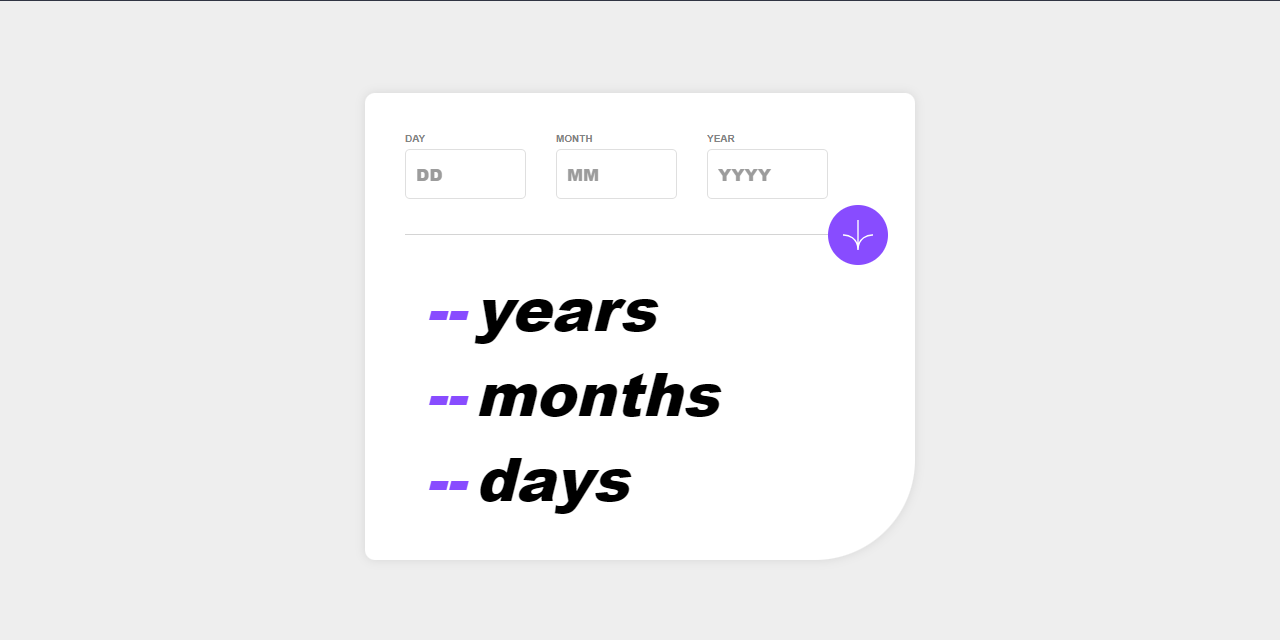 DAY MONTH YEAR
DD MM YYYY
-- years
-- months
-- days